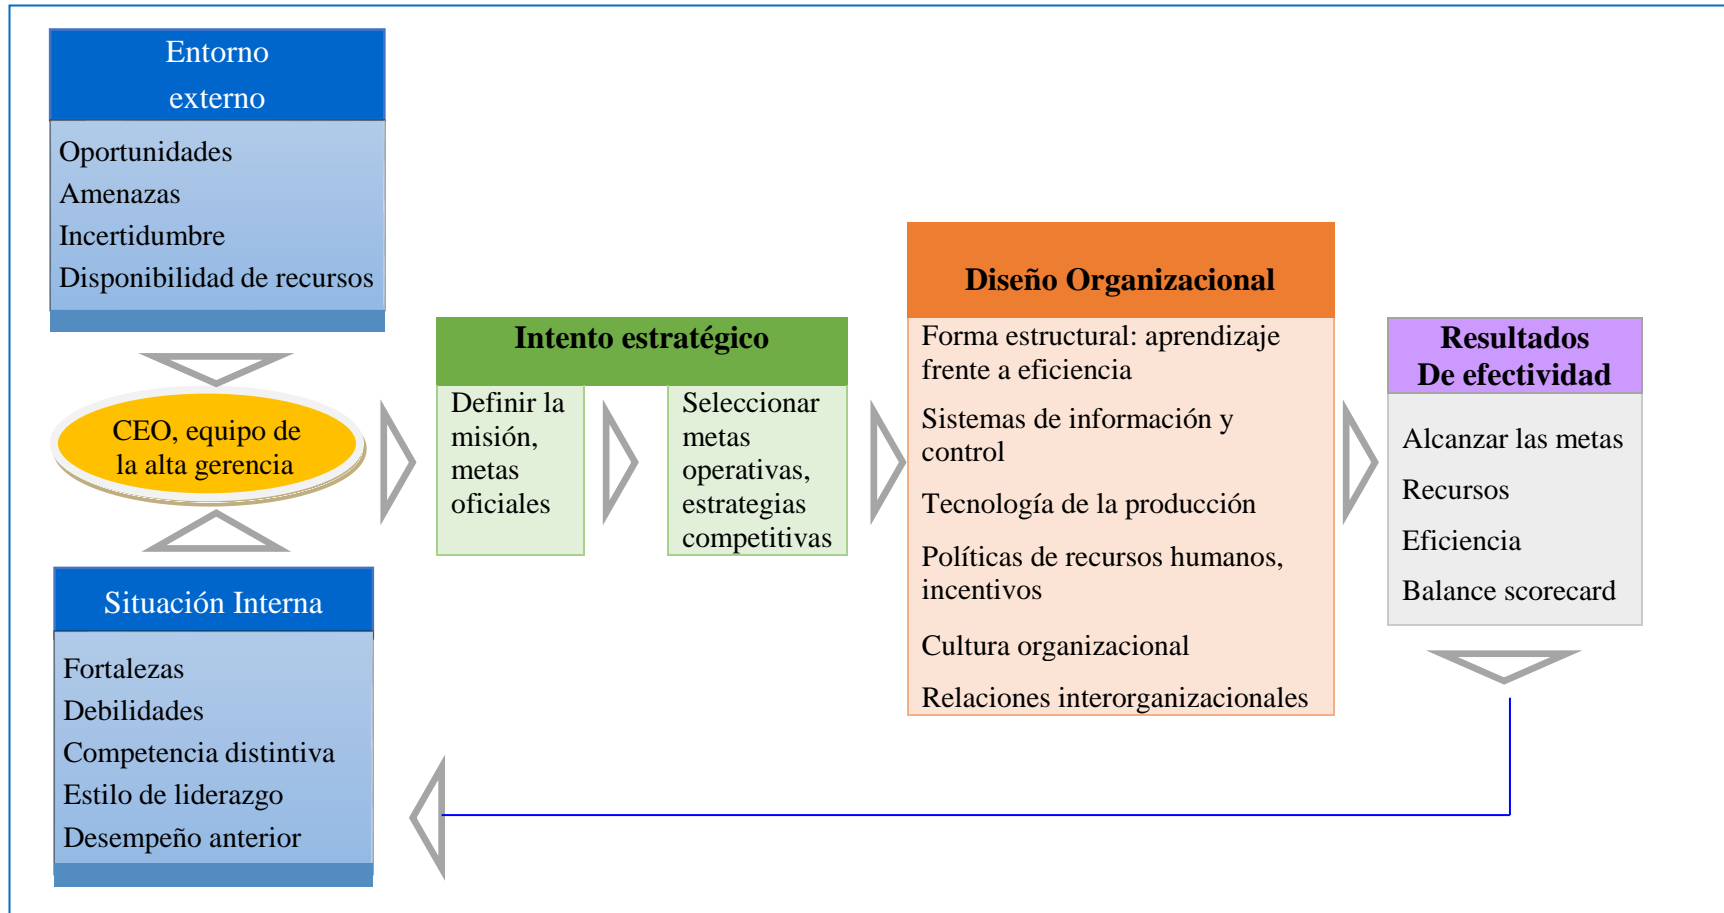 Entorno
externo
Oportunidades
Amenazas
Incertidumbre
Disponibilidad de recursos
CEO, equipo de
la alta gerencia
Situación Interna
Fortalezas
Debilidades
Competencia distintiva
Estilo de liderazgo
Desempeño anterior
Intento estratégico
Definir la
misión,
metas
oficiales
Seleccionar
metas
operativas,
estrategias
competitivas
Diseño Organizacional
Forma estructural: aprendizaje
frente a eficiencia
Sistemas de información y
control
Tecnología de la producción
Políticas de recursos humanos,
incentivos
Cultura organizacional
Relaciones interorganizacionales
Resultados
De efectividad
Alcanzar las metas
Recursos
Eficiencia
Balance scorecard